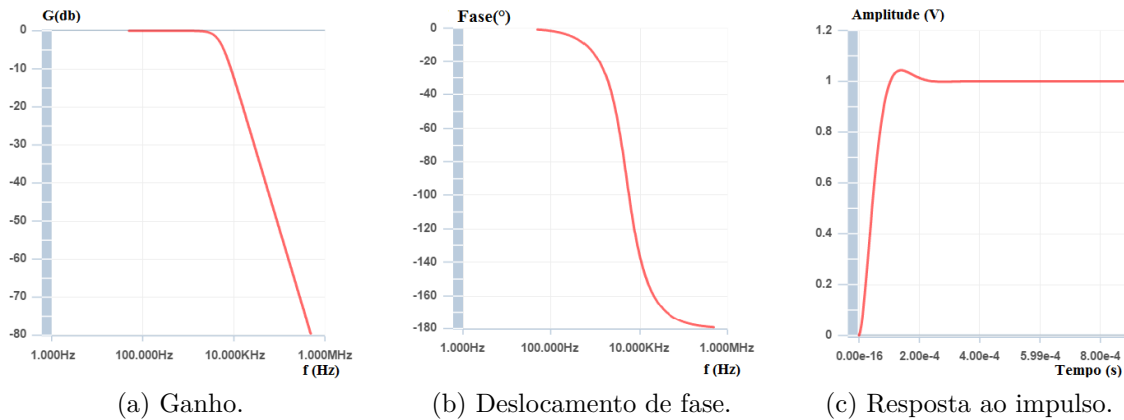 G(db)
0
-10
-20
-30
-40
-50
-60
-70
-80
1.000Hz
100.000Hz
10.000KHz
1.000MHz
f (Hz)
(a) Ganho.
Fase(°)
0
-20
-40
-60
-80
-100
-120
-140
-160
-180
1.000Hz
100.000Hz
10.000KHz
1.000MHz
f (Hz)
(b) Deslocamento de fase.
Amplitude (V)
1.2
1
0.8
0.6
0.4
0.2
0
0.00e-16
2.00e-4
4.00e-4
5.99e-4
8.00e-4
Tempo (s)
(c) Resposta ao impulso.